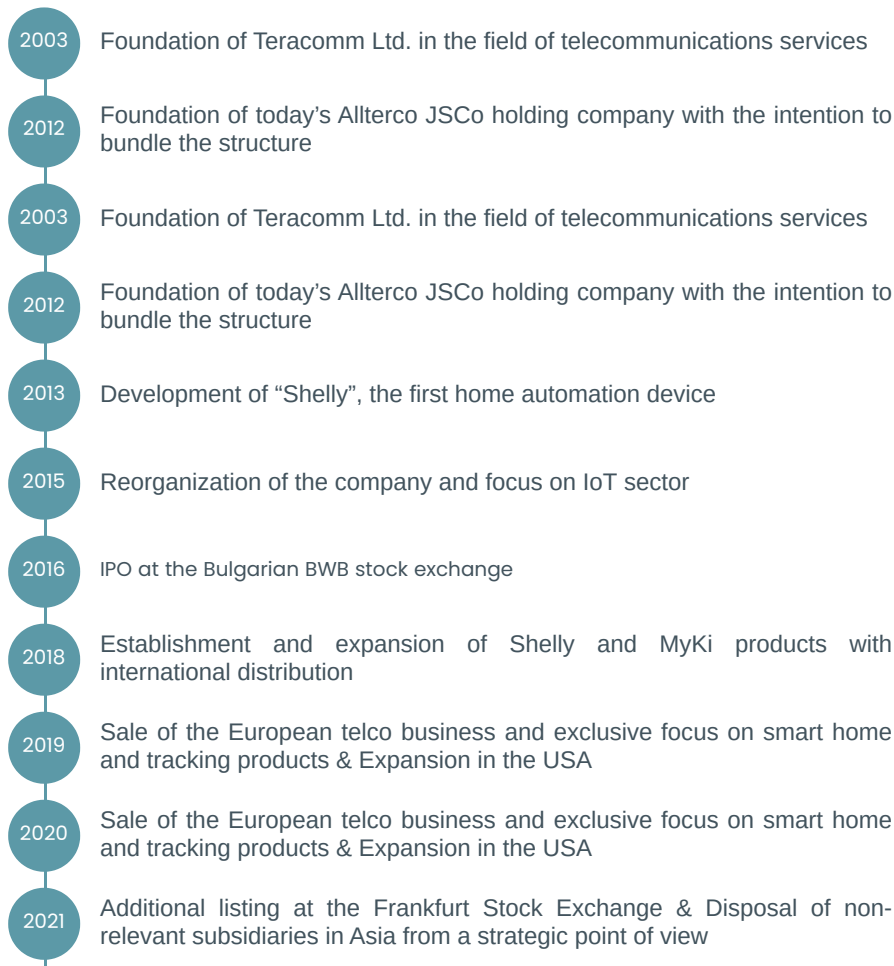 2003
Foundation of Teracomm Ltd. in the field of telecommunications services
2012
Foundation of today’s Allterco JSCo holding company with the intention to
bundle the structure
2003
Foundation of Teracomm Ltd. in the field of telecommunications services
2012
Foundation of today’s Allterco JSCo holding company with the intention to
bundle the structure
2013
Development of “Shelly”, the first home automation device
2015
Reorganization of the company and focus on IoT sector
2016
IPO at the Bulgarian BWB stock exchange
2018
Establishment and expansion of Shelly and MyKi products with
international distribution
2019
Sale of the European telco business and exclusive focus on smart home
and tracking products & Expansion in the USA
2020
Sale of the European telco business and exclusive focus on smart home
and tracking products & Expansion in the USA
2021
Additional listing at the Frankfurt Stock Exchange & Disposal of non-
relevant subsidiaries in Asia from a strategic point of view